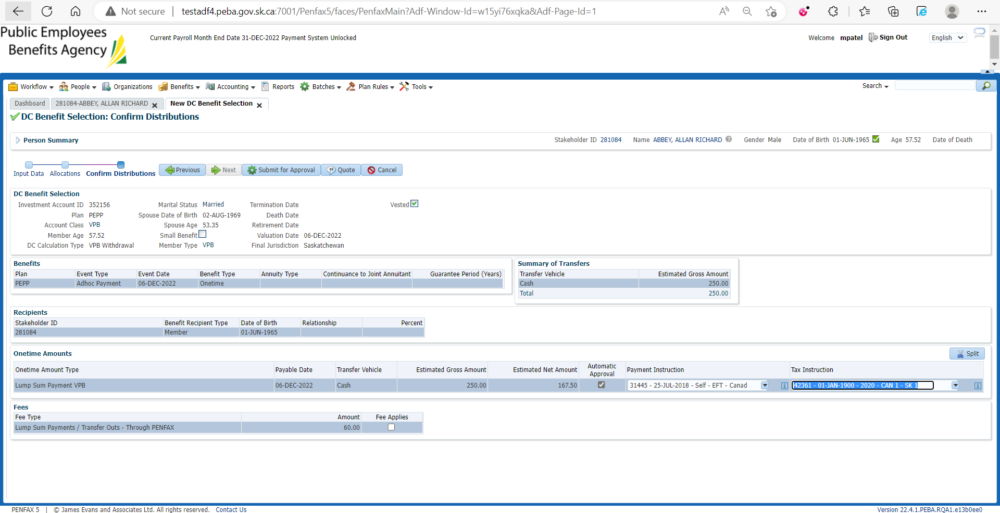 Not secure testadf4.peba.gov.sk.ca:7001/Penfax5/faces/PenfaxMain?Adf-Window-Id=w15yi76xqka&Adf-Page-Id=1
Public Employees
Benefits Agency
Current Payroll Month End Date 31-DEC-2022 Payment System Unlocked
Welcome mpatel Sign Out English
Workflow People Organizations Benefits Accounting Reports Batches Plan Rules Tools Search
Dashboard 281084-ABBEY, ALLAN RICHARD New DC Benefit Selection
DC Benefit Selection: Confirm Distributions
Person Summary Stakeholder ID 281084 Name ABBEY, ALLAN RICHARD Gender Male Date of Birth 01-JUN-1965 Age 57.52 Date of Death
Input Data Allocations Confirm Distributions Previous Next Submit for Approval Quote Cancel
DC Benefit Selection
Investment Account ID 352156 Marital Status Married Termination Date Vested
Plan PEPP Spouse Date of Birth 02-AUG-1969 Death Date
Account Class VPB Spouse Age 53.35 Retirement Date
Member Age 57.52 Small Benefit Valuation Date 06-DEC-2022
DC Calculation Type VPB Withdrawal Member Type VPB Final Jurisdiction Saskatchewan
Benefits
Plan Event Type Event Date Benefit Type Annuity Type Continuance to Joint Annuitant Guarantee Period (Years)
PEPP Adhoc Payment 06-DEC-2022 Onetime
Summary of Transfers
Transfer Vehicle Estimated Gross Amount
Cash 250.00
Total 250.00
Recipients
Stakeholder ID Benefit Recipient Type Date of Birth Relationship Percent
281084 Member 01-JUN-1965
Onetime Amounts Split
Onetime Amount Type Payable Date Transfer Vehicle Estimated Gross Amount Estimated Net Amount Automatic Approval Payment Instruction Tax Instruction
Lump Sum Payment VPB 06-DEC-2022 Cash 250.00 167.50 31445 - 25-JUL-2018 - Self - EFT - Canad 42361 - 01-JAN-1900 - 2020 - CAN 1 - SK 1
Fees
Fee Type Amount Fee Applies
Lump Sum Payments / Transfer Outs - Through PENFAX 60.00
PENFAX 5 | © James Evans and Associates Ltd. All rights reserved. Contact Us Version 22.4.1.PEBA.RQA1.e13b0ee0